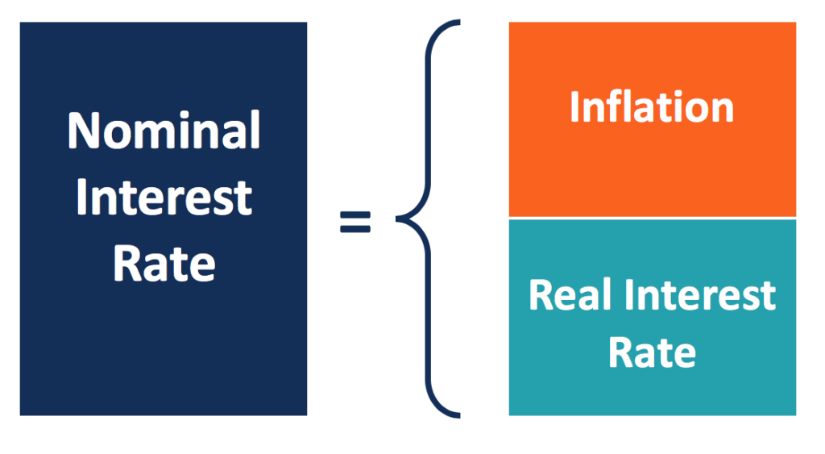 Nominal
Interest
Rate
=
Inflation
Real Interest
Rate